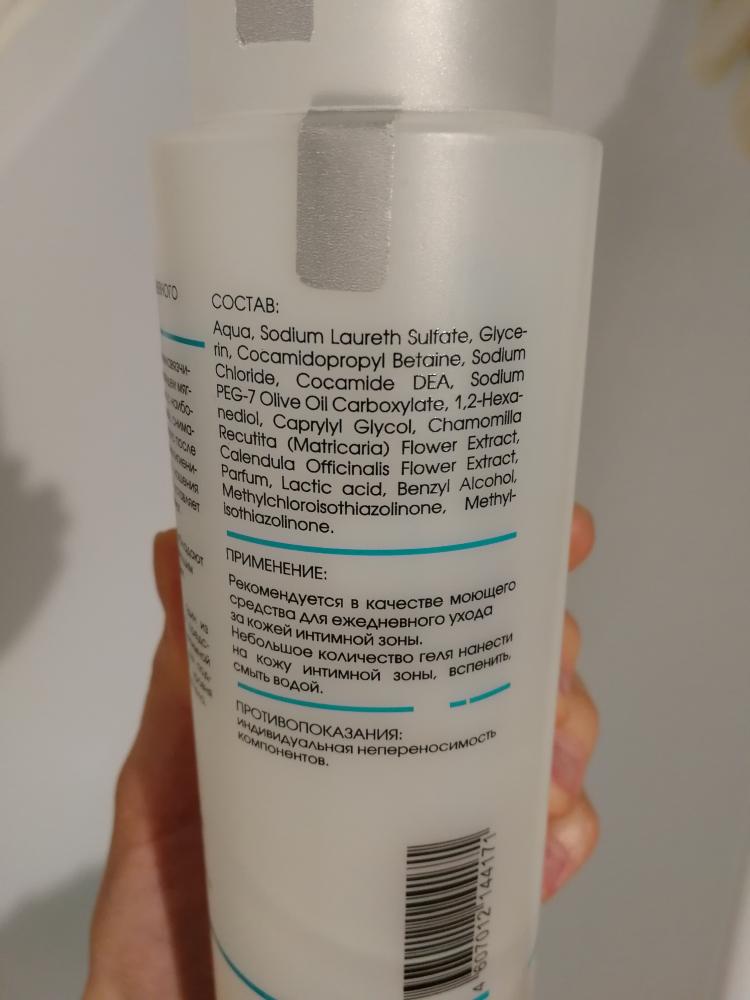 СОСТАВ:
Aqua, Sodium Laureth Sulfate, Glyce-
rin, Cocamidopropyl Betaine, Sodium
Chloride, Cocamide DEA, Sodium
PEG-7 Olive Oil Carboxylate, 1,2-Hexa-
nediol, Caprylyl Glycol, Chamomilla
Recutita (Matricaria) Flower Extract,
Calendula Officinalis Flower Extract,
Parfum, Lactic acid, Benzyl Alcohol,
Methylchloroisothiazolinone, Methyl-
isothiazolinone.
ПРИМЕНЕНИЕ:
Рекомендуется в качестве моющего
средства для ежедневного ухода
за кожей интимной зоны.
Небольшое количество геля нанести
на кожу интимной зоны, вспенить,
смыть водой.
ПРОТИВОПОКАЗАНИЯ:
индивидуальная непереносимость
компонентов.
4 607012 144171